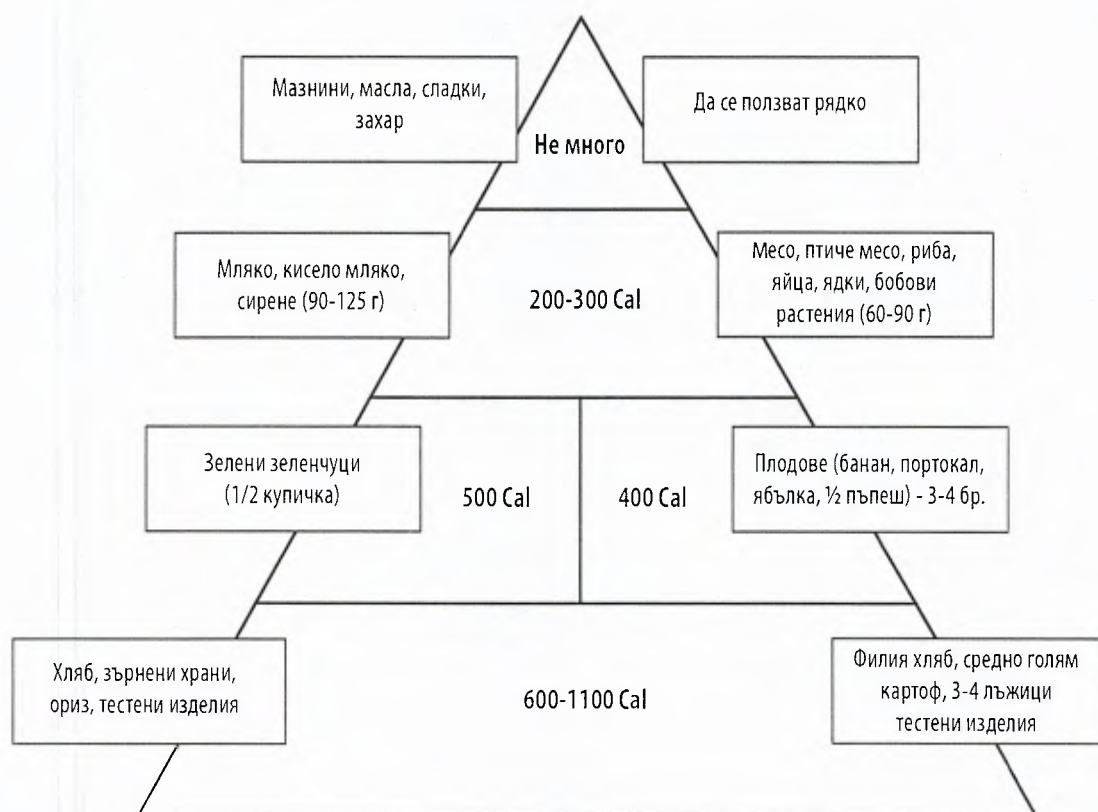 Мазнини, масла, сладки,
захар
Не много
Да се ползват рядко
Мляко, кисело мляко,
сирене (90-125 г)
200-300 Cal
Месо, птиче месо, риба,
яйца, ядки, бобови
растения (60-90 г)
Зелени зеленчуци
(1/2 купичка)
500 Cal
400 Cal
Плодове (банан, портокал,
ябълка, ½ пъпеш) - 3-4 бр.
Хляб, зърнени храни,
ориз, тестени изделия
600-1100 Cal
Филия хляб, средно голям
картоф, 3-4 лъжици
тестени изделия